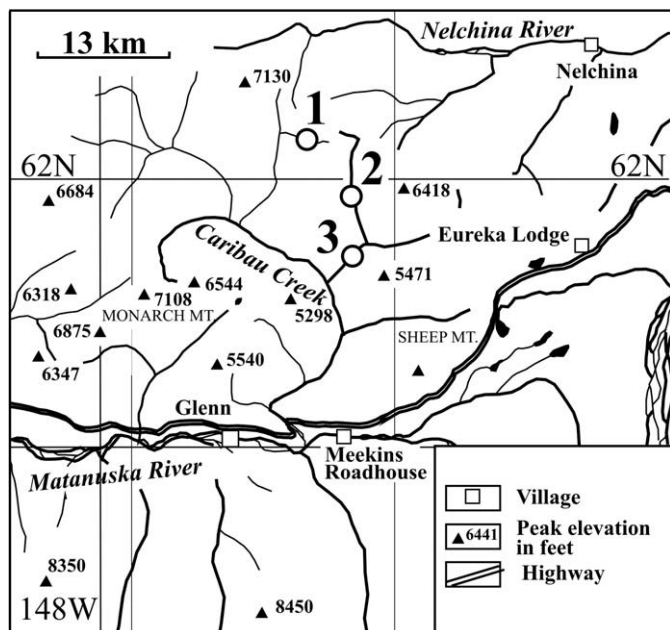 13 km
Nelchina River
Nelchina
7130
1
62N
62N
2
6684
6418
3
Eureka Lodge
Caribau Creek
6318
6544
5471
7108
5298
MONARCH MT.
6875
SHEEP MT.
6347
5540
Glenn
Meekins
Roadhouse
Matanuska River
Village
6441 Peak elevation
in feet
Highway
8350
148W
8450